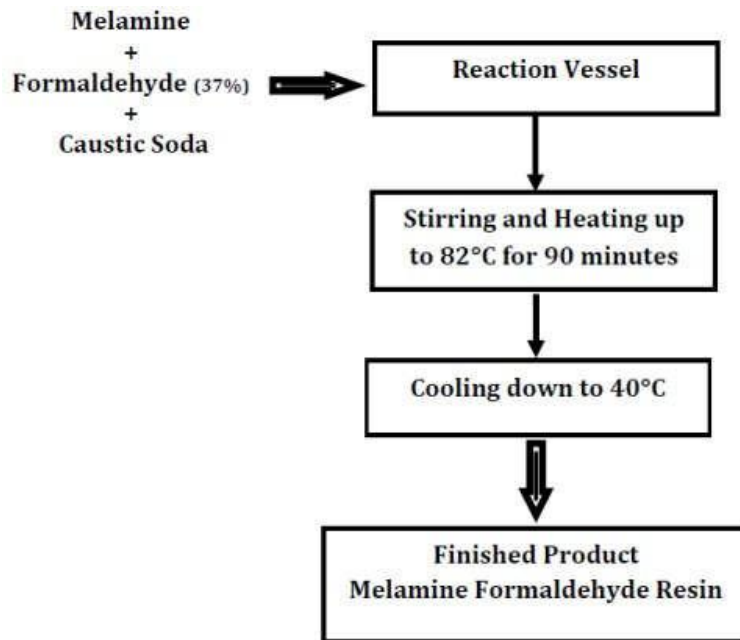 Melamine
+
Formaldehyde (37%)
+
Caustic Soda
Reaction Vessel
Stirring and Heating up
to 82°C for 90 minutes
Cooling down to 40°C
Finished Product
Melamine Formaldehyde Resin